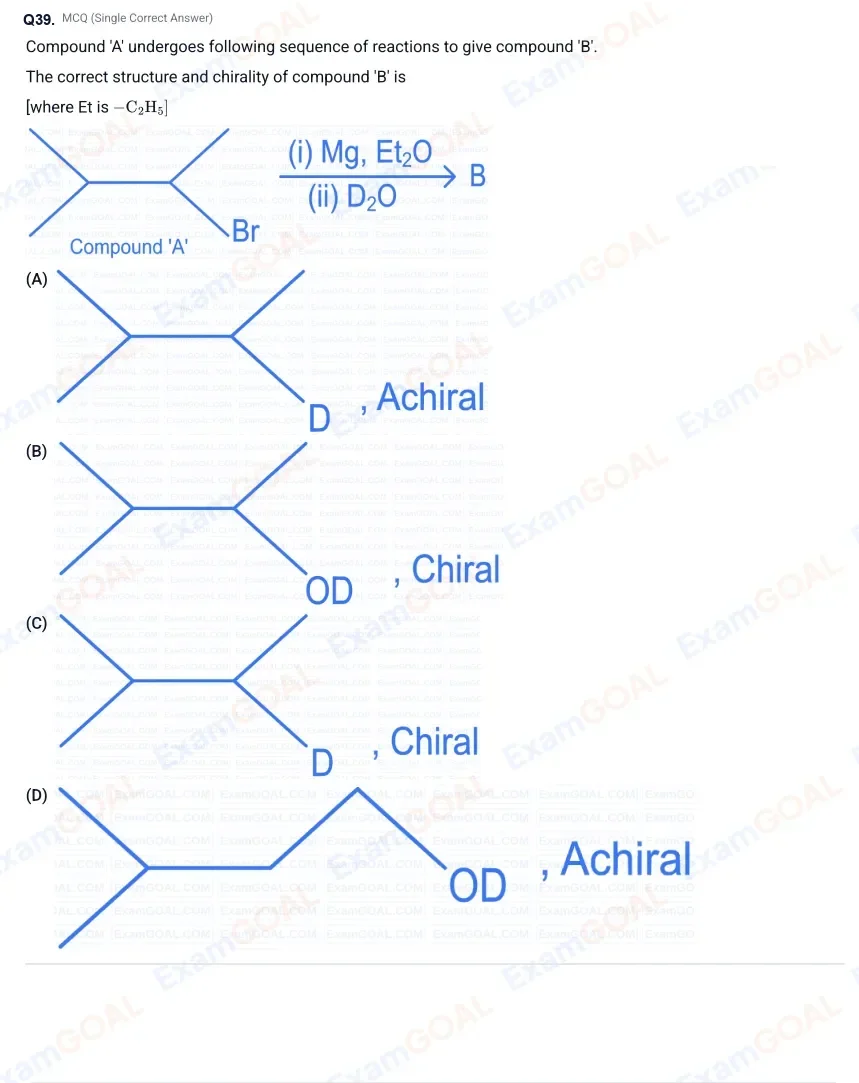 Q39. MCQ (Single Correct Answer)
Compound 'A' undergoes following sequence of reactions to give compound 'B'.
The correct structure and chirality of compound 'B' is
[where Et is −C₂H₅]
(i) Mg, Et₂O
(ii) D₂O
B
Br
Compound 'A'
(A)
D , Achiral
(B)
OD , Chiral
(C)
D , Chiral
(D)
OD , Achiral
ExamGOAL